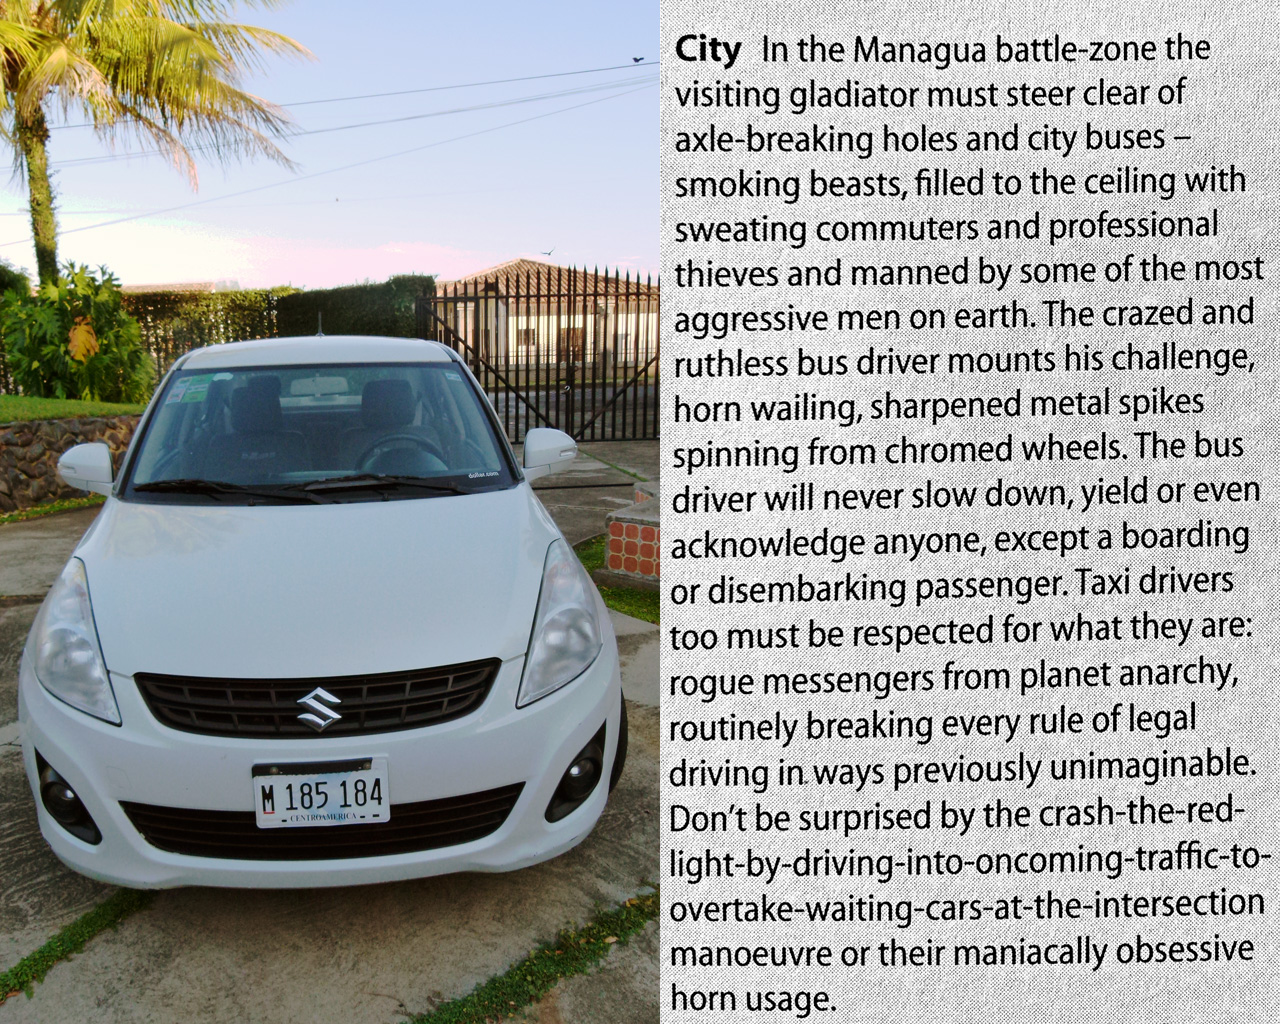 dollar.com
M 185 184
CENTROAMERICA
City In the Managua battle-zone the
visiting gladiator must steer clear of
axle-breaking holes and city buses –
smoking beasts, filled to the ceiling with
sweating commuters and professional
thieves and manned by some of the most
aggressive men on earth. The crazed and
ruthless bus driver mounts his challenge,
horn wailing, sharpened metal spikes
spinning from chromed wheels. The bus
driver will never slow down, yield or even
acknowledge anyone, except a boarding
or disembarking passenger. Taxi drivers
too must be respected for what they are:
rogue messengers from planet anarchy,
routinely breaking every rule of legal
driving in ways previously unimaginable.
Don't be surprised by the crash-the-red-
light-by-driving-into-oncoming-traffic-to-
overtake-waiting-cars-at-the-intersection
manoeuvre or their maniacally obsessive
horn usage.